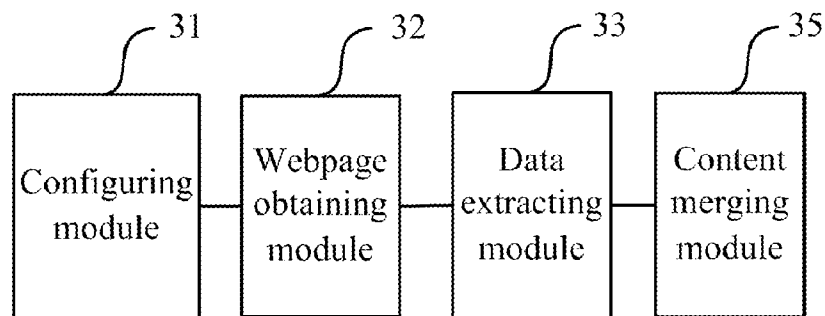 31
32
33
35
Configuring
module
Webpage
obtaining
module
Data
extracting
module
Content
merging
module